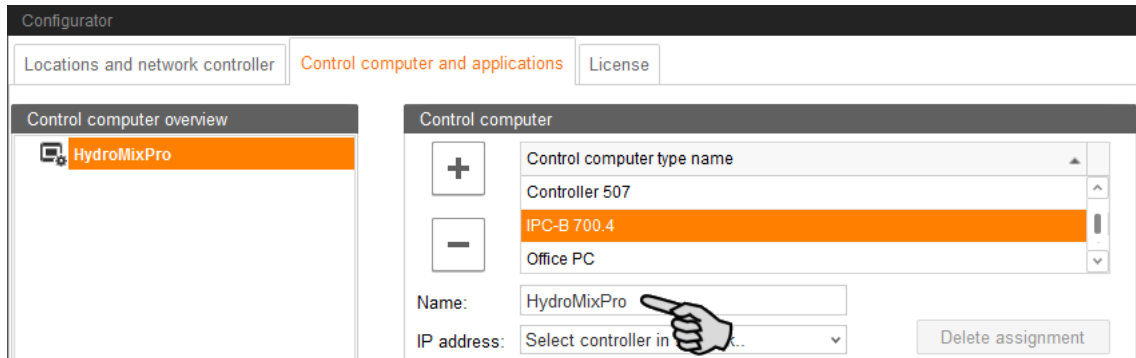 Configurator
Locations and network controller Control computer and applications License
Control computer overview Control computer
HydroMixPro
Control computer type name
Controller 507
IPC-B 700.4
Office PC
Name: HydroMixPro
IP address: Select controller in k.. Delete assignment